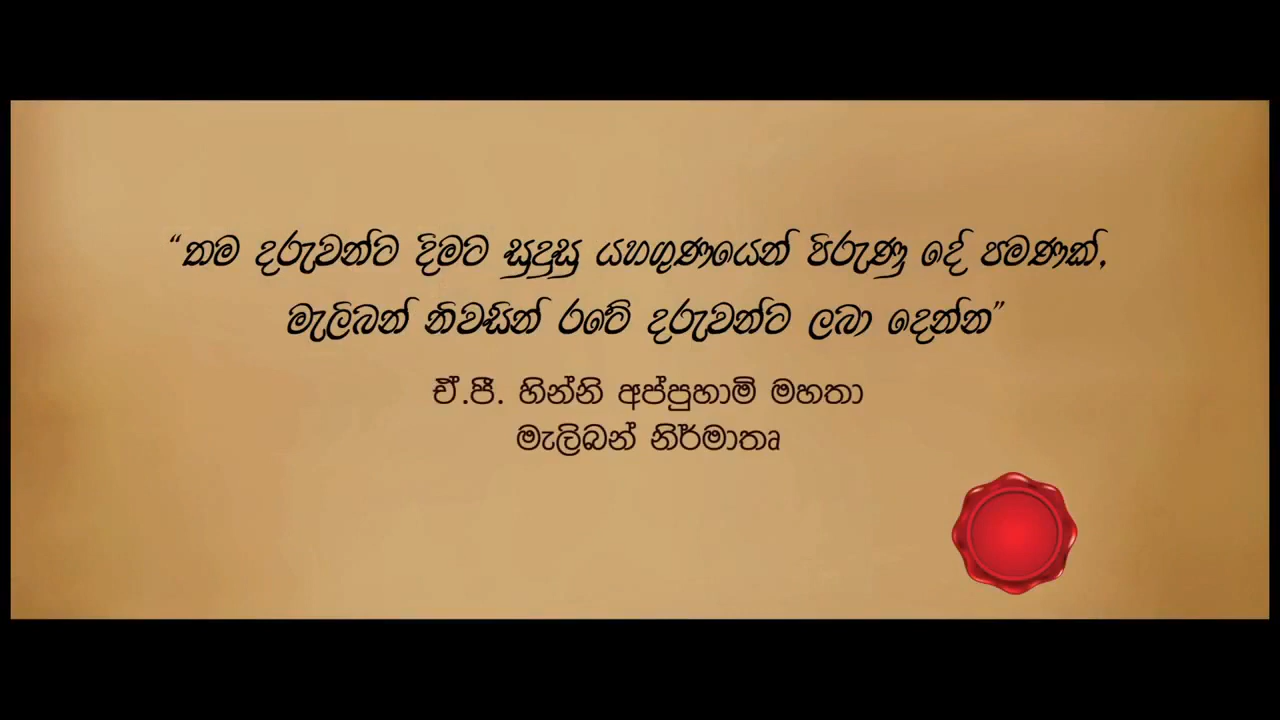 “තම දරුවන්ට දිමට සුදුසු යහගුණයෙන් පිරුණු දේ පමණක්,
මැලිබන් නිවසින් රටේ දරුවන්ට ලබා දෙන්න”
ඒ.පී. හින්නි අප්පුහාමි මහතා
මැලිබන් නිර්මාතෘ